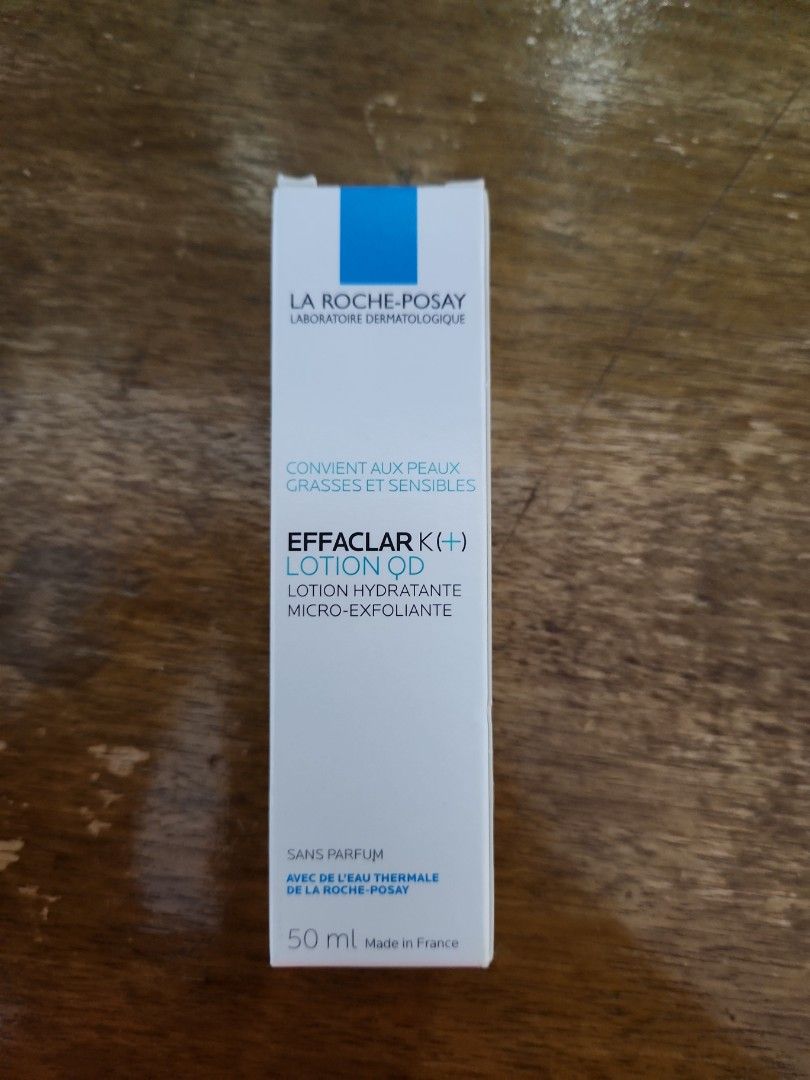 LA ROCHE-POSAY
LABORATOIRE DERMATOLOGIQUE
CONVIENT AUX PEAUX
GRASSES ET SENSIBLES
EFFACLAR K(+)
LOTION QD
LOTION HYDRATANTE
MICRO-EXFOLIANTE
SANS PARFUM
AVEC DE L'EAU THERMALE
DE LA ROCHE-POSAY
50 ml Made in France